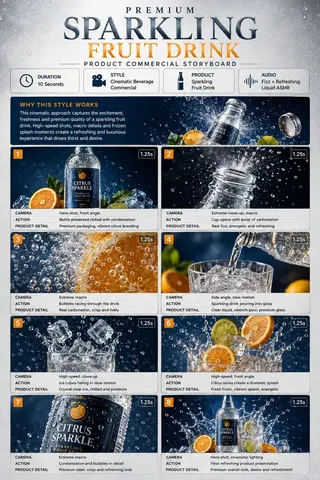 PREMIUM
SPARKLING
FRUIT DRINK
PRODUCT COMMERCIAL STORYBOARD
DURATION
10 Seconds
STYLE
Cinematic Beverage
Commercial
PRODUCT
Sparkling
Fruit Drink
AUDIO
Fizz + Refreshing
Liquid ASMR
WHY THIS STYLE WORKS
This cinematic approach captures the excitement,
freshness and premium quality of a sparkling fruit
drink. High-speed shots, macro details and frozen
splash moments create a refreshing and luxurious
experience that drives thirst and desire.
1
1.25s
CITRUS
SPARKLE
CAMERA Hero shot, front angle
ACTION Bottle presented chilled with condensation
PRODUCT DETAIL Premium packaging, vibrant citrus branding
2
1.25s
CAMERA Extreme close-up, macro
ACTION Cap opens with burst of carbonation
PRODUCT DETAIL Real fizz, energetic and refreshing
3
1.25s
CAMERA Extreme macro
ACTION Bubbles racing through the drink
PRODUCT DETAIL Real carbonation, crisp and lively
4
1.25s
CAMERA Side angle, slow motion
ACTION Sparkling drink pouring into glass
PRODUCT DETAIL Clear liquid, smooth pour, premium glass
5
1.25s
CAMERA High-speed, close-up
ACTION Ice cubes falling in slow motion
PRODUCT DETAIL Crystal clear ice, chilled and premium
6
1.25s
CAMERA High-speed, front angle
ACTION Citrus slices create a dramatic splash
PRODUCT DETAIL Fresh fruits, vibrant splash, energetic
7
1.25s
CITRUS
SPARKLE
CAMERA Extreme macro
ACTION Condensation and bubbles in detail
PRODUCT DETAIL Premium label, crisp and refreshing look
8
1.25s
CITRUS
SPARKLE
CAMERA Hero shot, cinematic lighting
ACTION Final refreshing product presentation
PRODUCT DETAIL Premium overall look, desire and refreshment